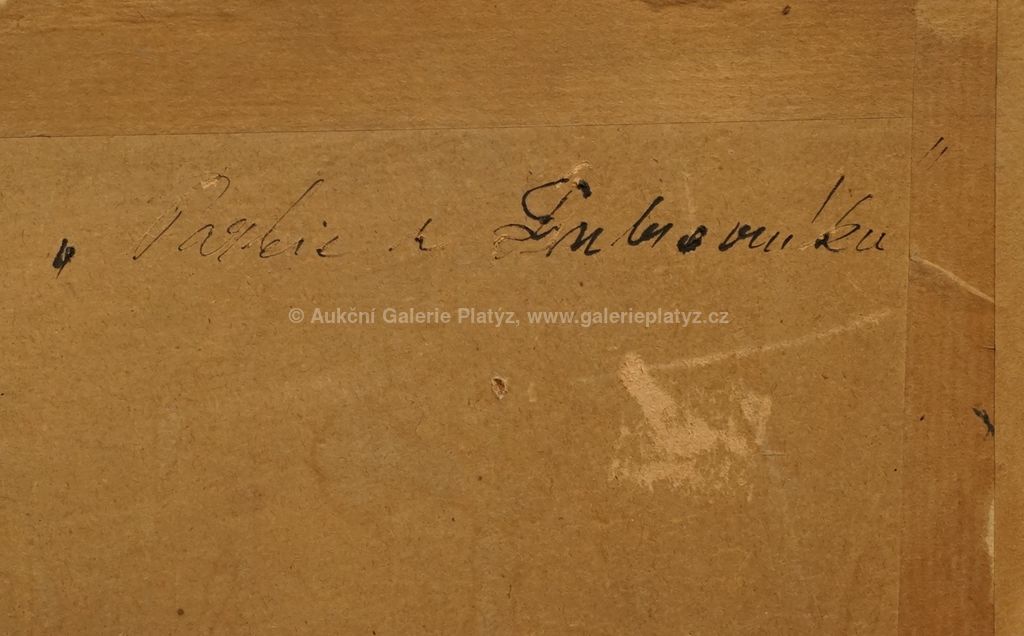 „Partie z Dubrovníku"
© Aukční Galerie Platýz, www.galerieplatyz.cz